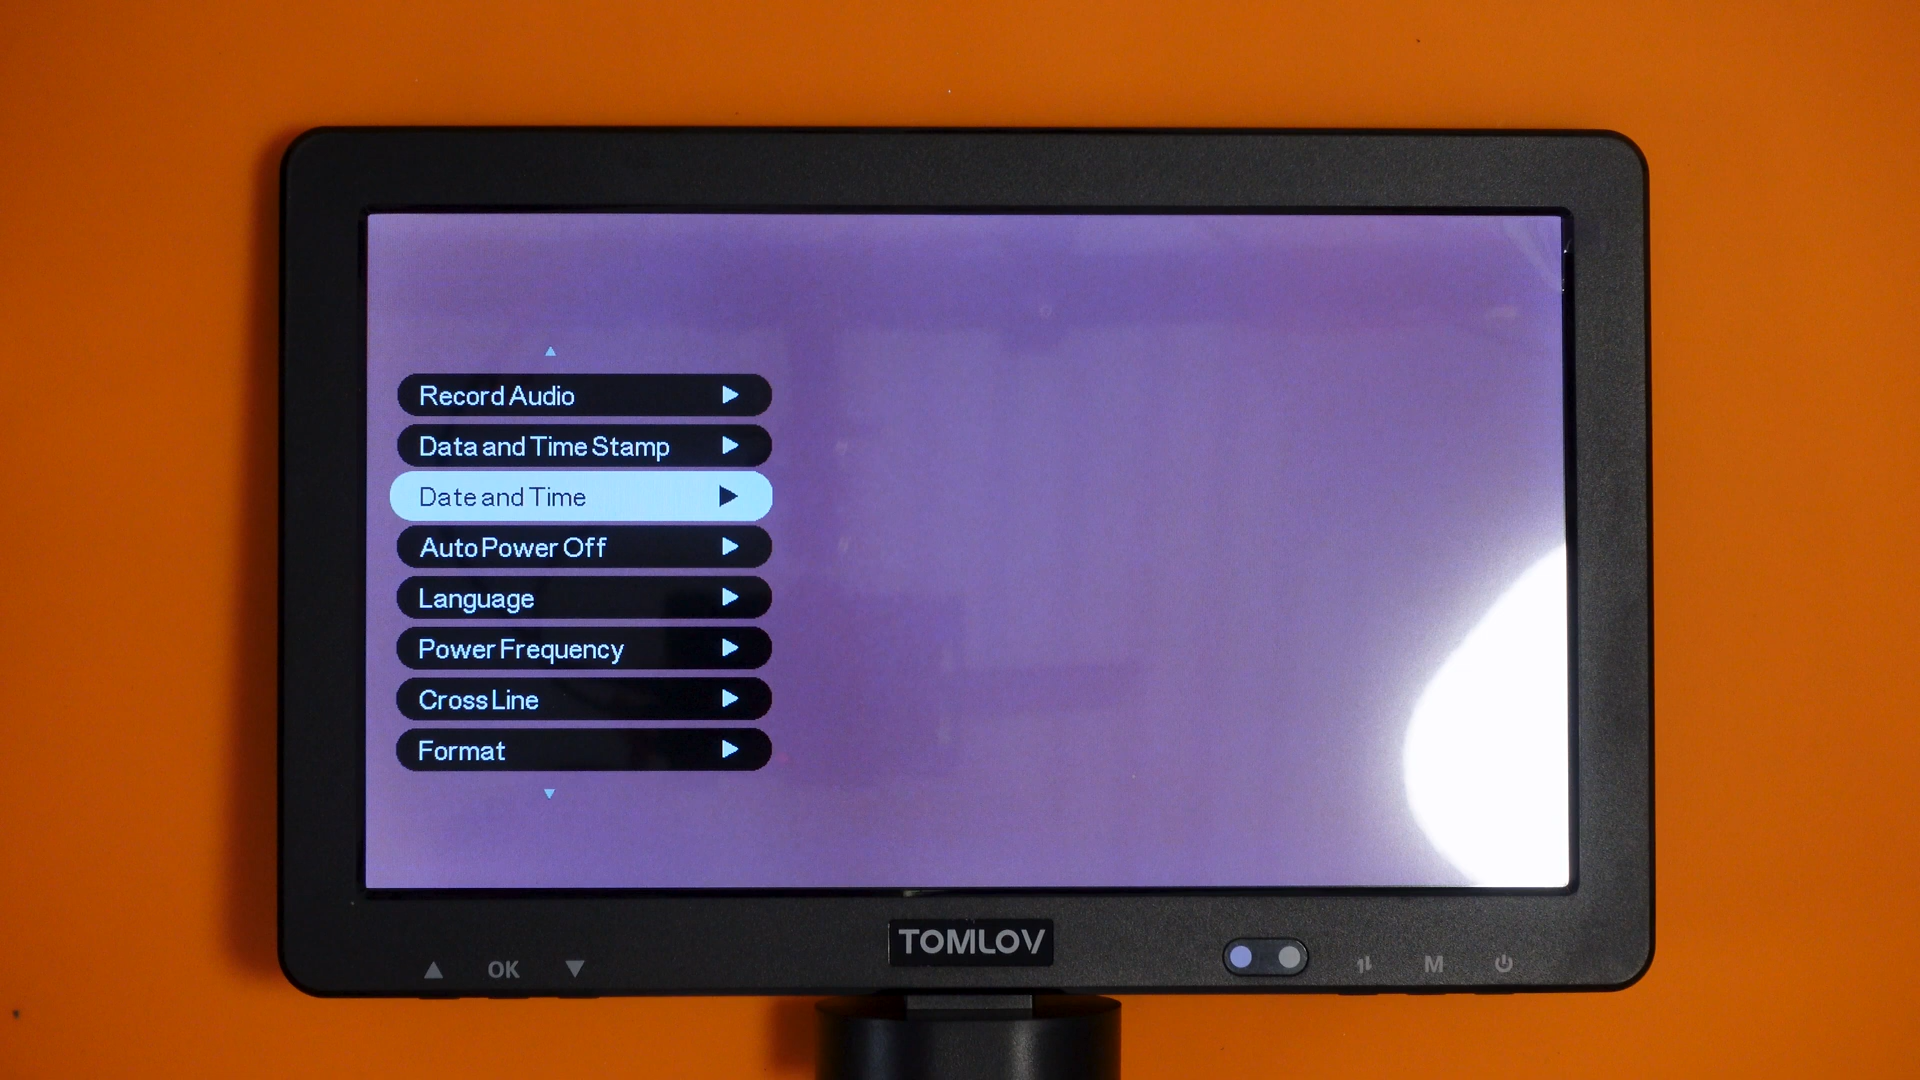 Record Audio
Data and Time Stamp
Date and Time
Auto Power Off
Language
Power Frequency
Cross Line
Format
TOMLOV
OK
M